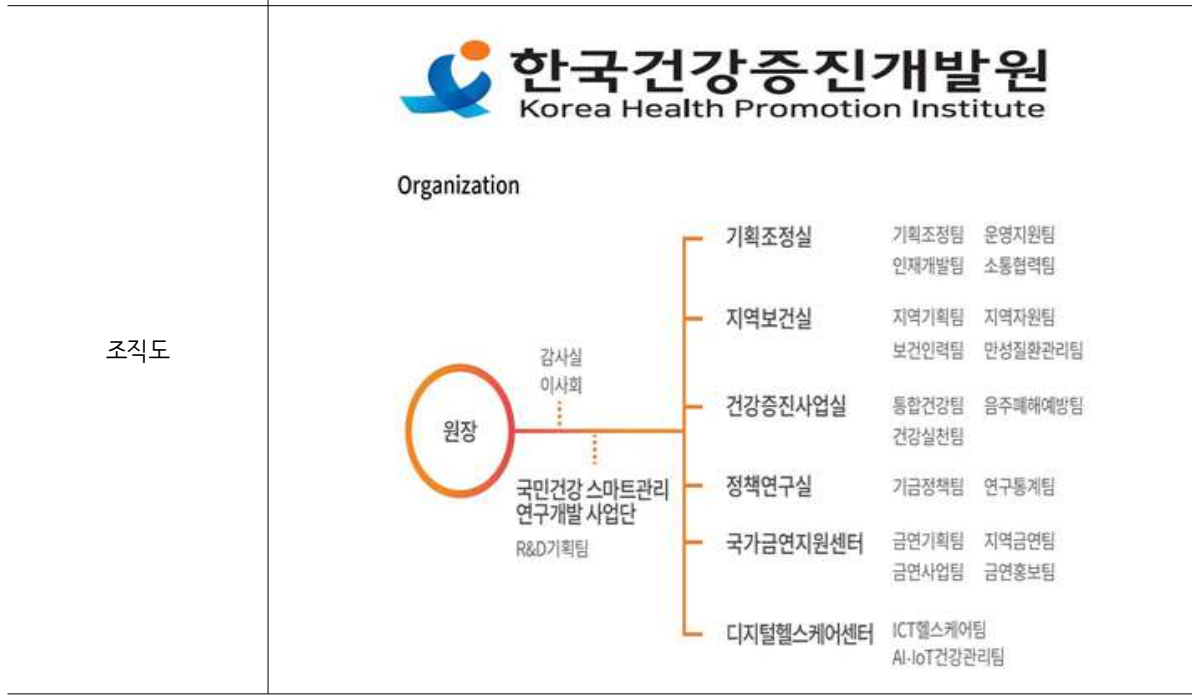 조직도
한국건강증진개발원
Korea Health Promotion Institute
Organization
원장
감사실
이사회
국민건강 스마트관리
연구개발 사업단
R&D기획팀
기획조정실
기획조정팀 운영지원팀
인재개발팀 소통협력팀
지역보건실
지역기획팀 지역자원팀
보건인력팀 만성질환관리팀
건강증진사업실
통합건강팀 음주폐해예방팀
건강실천팀
정책연구실
기금정책팀 연구통계팀
국가금연지원센터
금연기획팀 지역금연팀
금연사업팀 금연홍보팀
디지털헬스케어센터
ICT헬스케어팀
AI-IoT건강관리팀